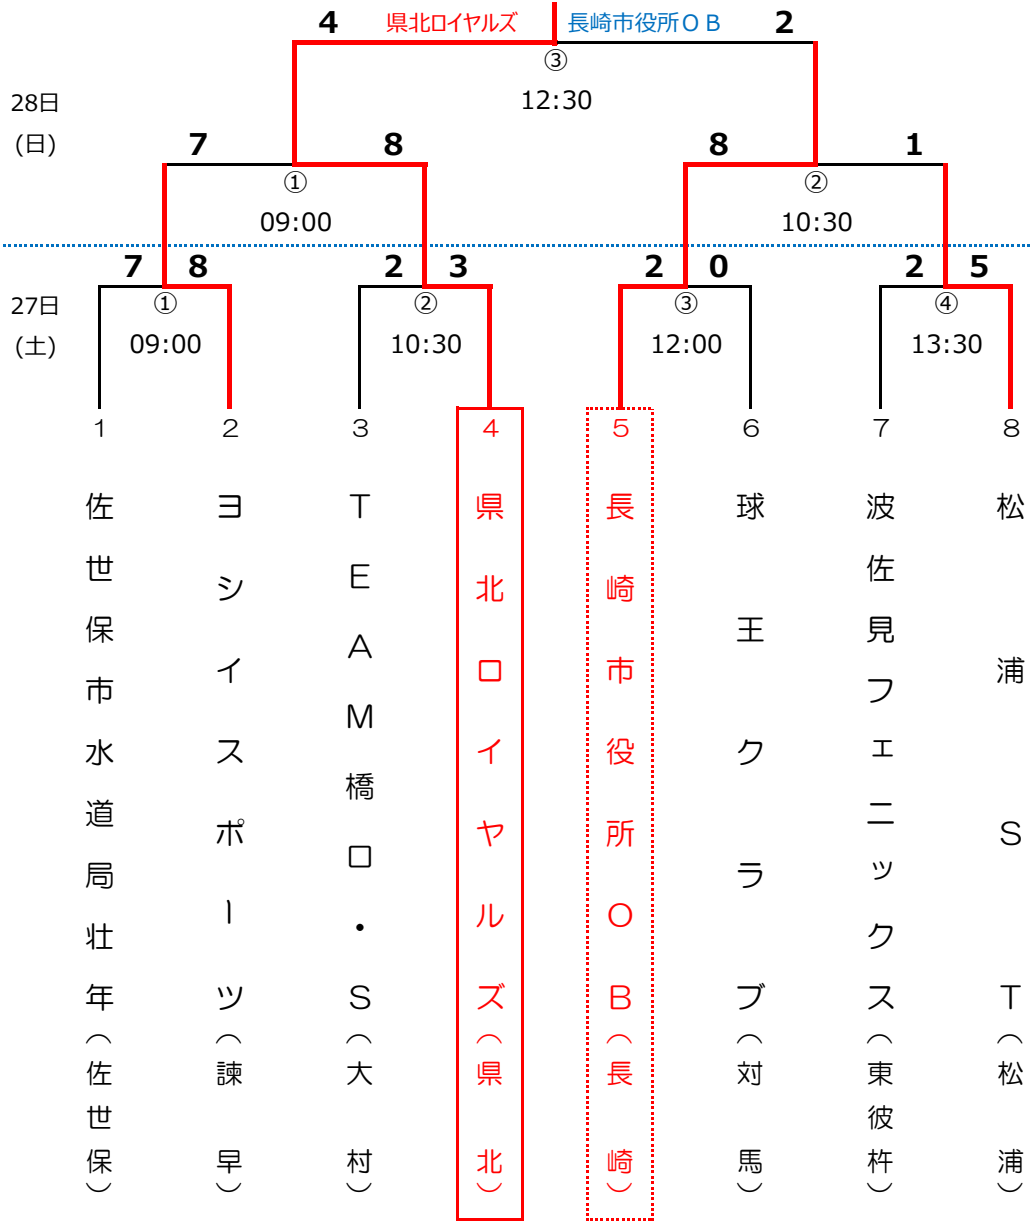 4 県北ロイヤルズ 長崎市役所ＯＢ 2
③
28日 12:30
(日) 7 8 8 1
① ②
09:00 10:30
7 8 2 3 2 0 2 5
27日 ① ② ③ ④
(土) 09:00 10:30 12:00 13:30
1 2 3 4 5 6 7 8
佐世保市水道局壮年（佐世保）
ヨシイスポーツ（諫早）
ＴＥＡＭ橋口・Ｓ（大村）
県北ロイヤルズ（県北）
長崎市役所ＯＢ（長崎）
球王クラブ（対馬）
波佐見フェニックス（東彼杵）
松浦ＳＴ（松浦）